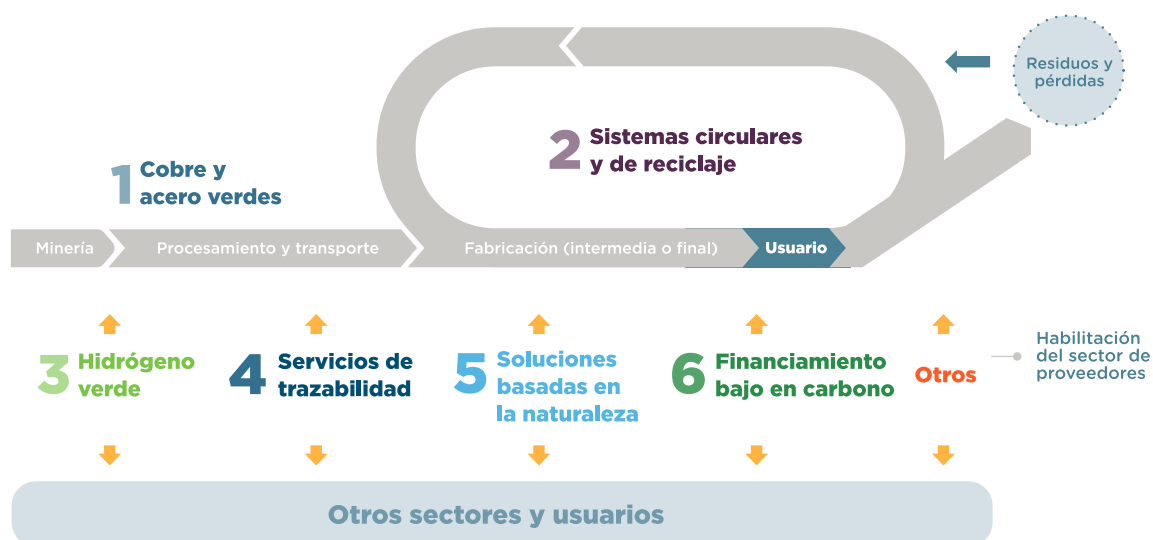 Residuos y
pérdidas
2 Sistemas circulares
y de reciclaje
1 Cobre y
acero verdes
Minería
Procesamiento y transporte
Fabricación (intermedia o final)
Usuario
3 Hidrógeno
verde
4 Servicios de
trazabilidad
5 Soluciones
basadas en
la naturaleza
6 Financiamiento
bajo en carbono
Otros
Habilitación
del sector de
proveedores
Otros sectores y usuarios